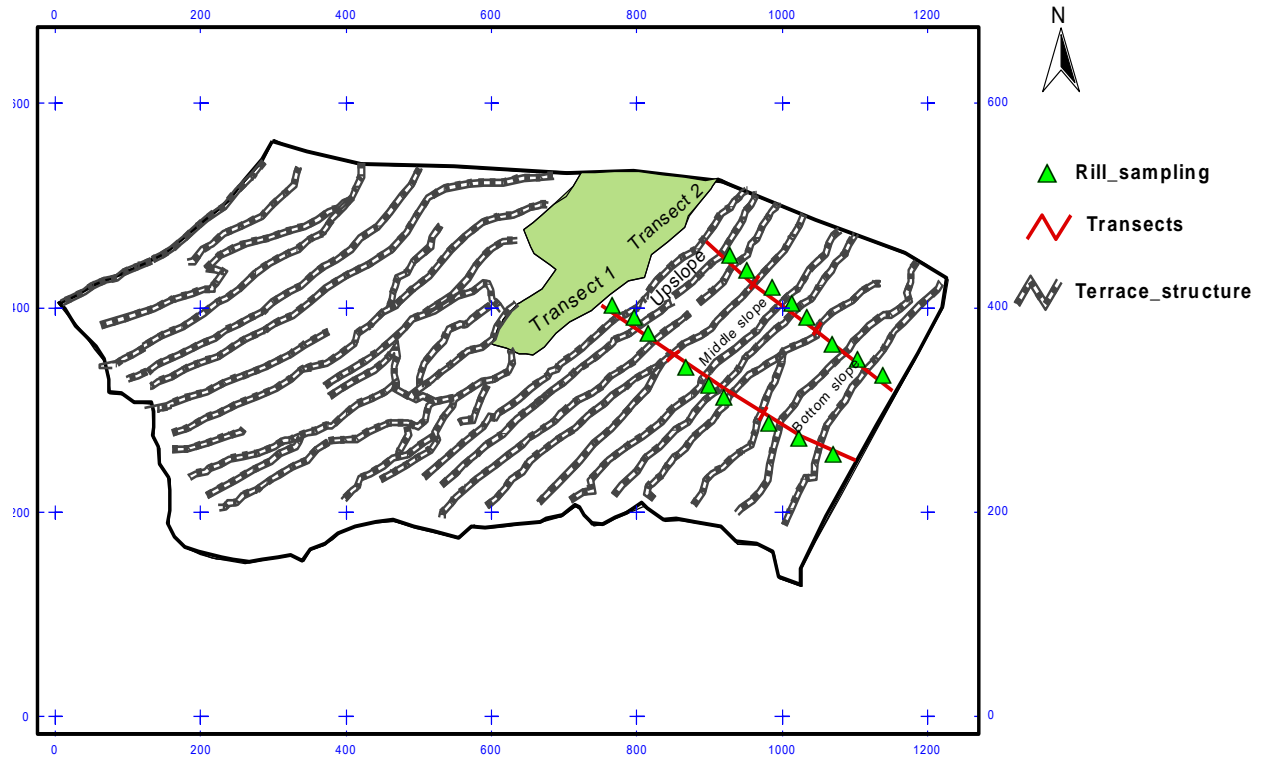 0 200 400 600 800 1000 1200
N
600 600
Rill_sampling
Transect 2
Transects
Upslope
Transect 1
Terrace_structure
400 400
Middle slope
Bottom slope
200 200
0 0
0 200 400 600 800 1000 1200